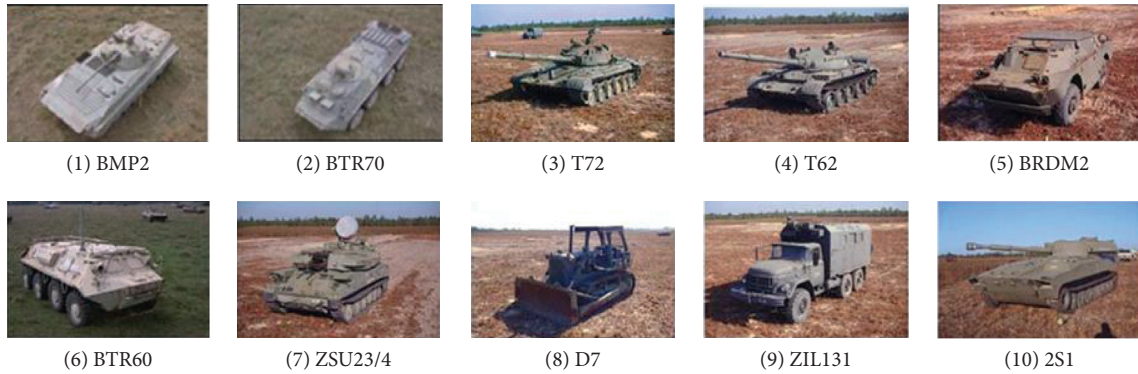 (1) BMP2
(2) BTR70
(3) T72
(4) T62
(5) BRDM2
(6) BTR60
(7) ZSU23/4
(8) D7
(9) ZIL131
(10) 2S1